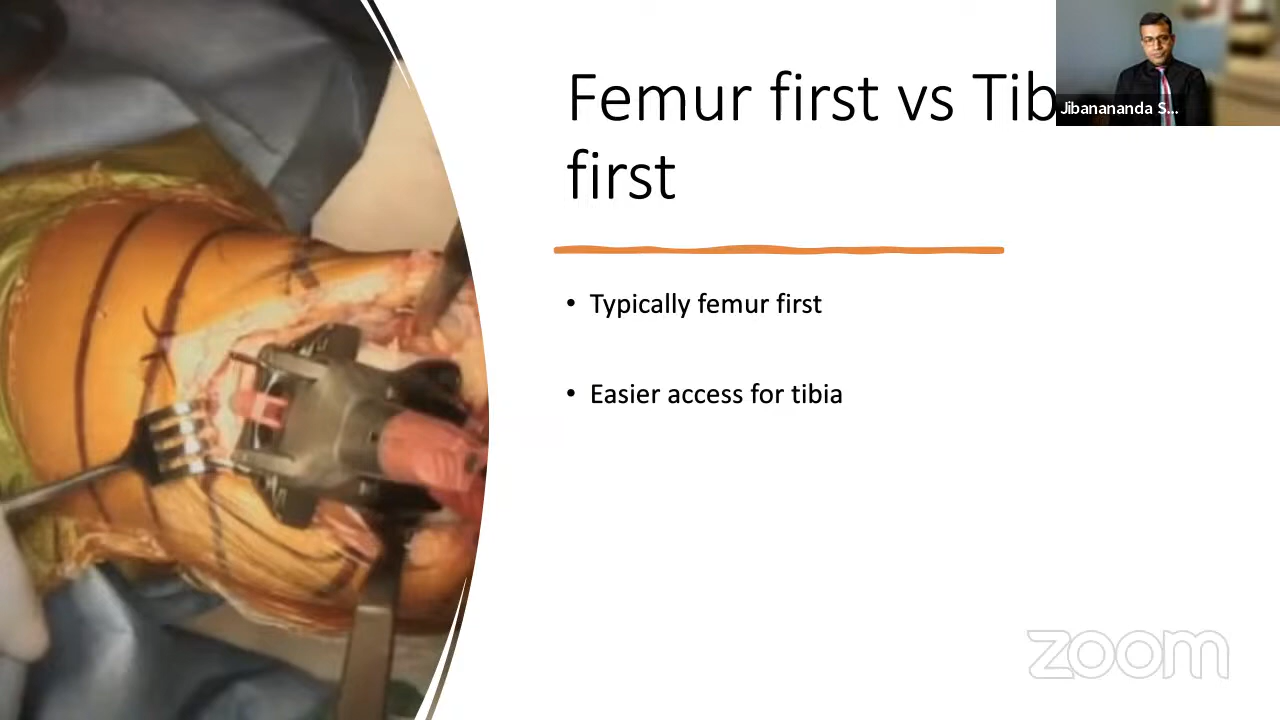 Femur first vs Tib
first
Jibanananda S...
• Typically femur first
• Easier access for tibia
zoom